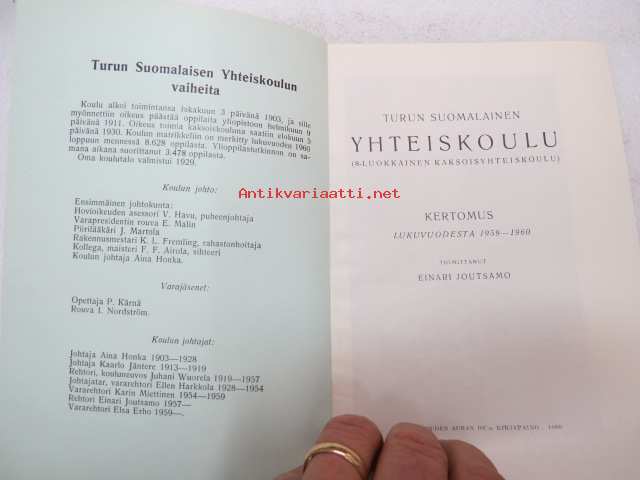 Turun Suomalaisen Yhteiskoulun
vaiheita
Koulu alkoi toimintansa 3 päivänä 1903, ja sille
myönnettiin oikeus päästää oppilaita yliopistoon helmikuun 9
päivänä 1911. Oikeus toimia kaksoiskouluna saatiin elokuun 5
päivänä 1930. Koulun matrikkeliin on merkitty lukuvuoden 1960
loppuun mennessä 8.628 oppilasta. Ylioppilastutkinnon on sa-
mana aikana suorittanut 3.478 oppilasta.
Oma koulutalo valmistui 1929.
Koulun johto:
Ensimmäinen johtokunta:
Hovioikeuden asessori V. Havu, puheenjohtaja
Varapresidentin rouva E. Malin
Piirilääkäri J. Martola
Rakennusmestari K. L. Fremling, rahastonhoitaja
Kollega, maisteri F. F. Airola, sihteeri
Koulun johtaja Aina Honka.
Varajäsenet:
Opettaja P. Kärnä
Rouva I. Nordström.
Koulun johtajat:
Johtaja Aina Honka 1903—1928
Johtaja Kaarlo Jäntere 1913—1919
Rehtori, kouluneuvos Juhani Wuorela 1919—1957
Johtajatar, vararehtori Ellen Harkkola 1928—1954
Vararehtori Karin Miettinen 1954—1959
Rehtori Einari Joutsamo 1957—
Vararehtori Elsa Erho 1959—.
TURUN SUOMALAINEN
YHTEISKOULU
(8-LUOKKAINEN KAKSOISYHTEISKOULU)
Antikvariaatti.net
KERTOMUS
LUKUVUODESTA 1959—1960
TOIMITTANUT
EINARI JOUTSAMO
AURAN OY:n KIRJAPAINO, 1960